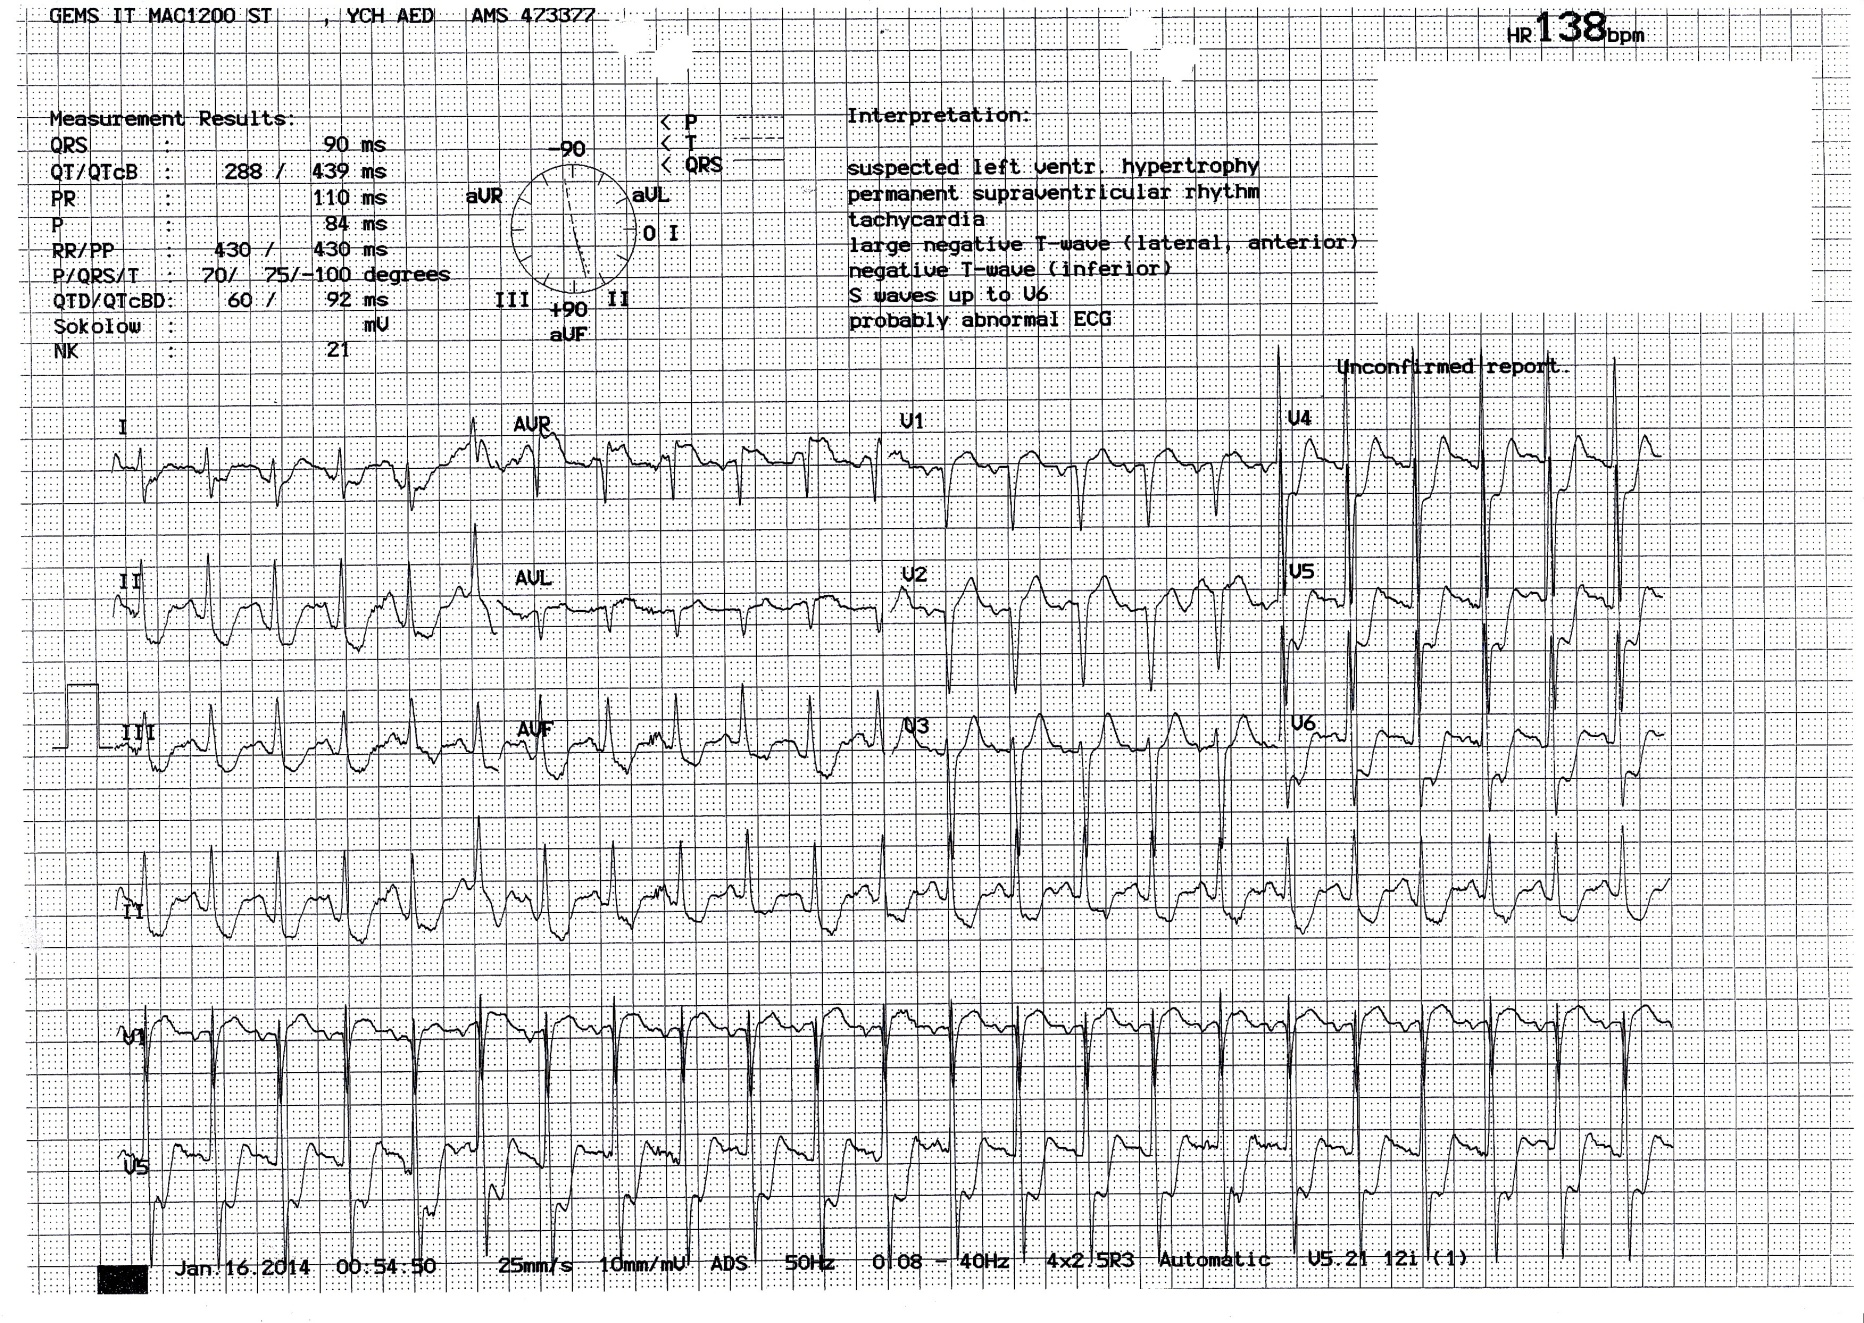 GEMS IT MAC1200 ST , YCH AED AMS 473377
HR 138 bpm
Measurement Results:
QRS : 90 ms
QT/QTcB : 288 / 439 ms
PR : 110 ms
P : 84 ms
RR/PP : 430 / 430 ms
P/QRS/T : 70/ 75/-100 degrees
QTD/QTcBD: 60 / 92 ms
Sokolow : mV
NK : 21
< P
< T
< QRS
-90
aVR
aVL
0 I
III
II
+90
aVF
Interpretation:
suspected left ventr. hypertrophy
permanent supraventricular rhythm
tachycardia
large negative T-wave (lateral, anterior)
negative T-wave (inferior)
S waves up to V6
probably abnormal ECG
Unconfirmed report.
I
AVR
V1
V4
II
AVL
V2
V5
III
AVF
V3
V6
II
V1
V5
Jan.16.2014 00:54:50 25mm/s 10mm/mV ADS 50Hz 0.08 - 40Hz 4x2.5R3 Automatic V5.21 12i (1)